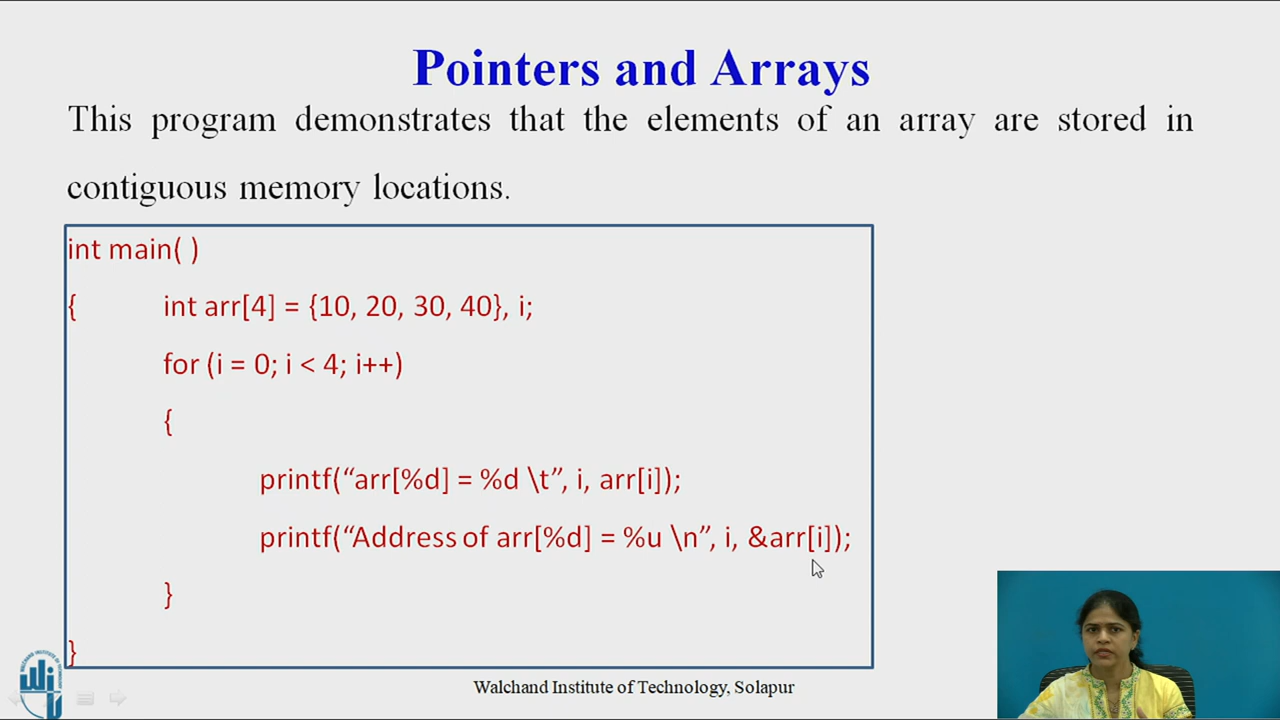 Pointers and Arrays
This program demonstrates that the elements of an array are stored in
contiguous memory locations.
int main( )
{ int arr[4] = {10, 20, 30, 40}, i;
for (i = 0; i < 4; i++)
{
printf(“arr[%d] = %d \t”, i, arr[i]);
printf(“Address of arr[%d] = %u \n”, i, &arr[i]);
}
}
Walchand Institute of Technology, Solapur